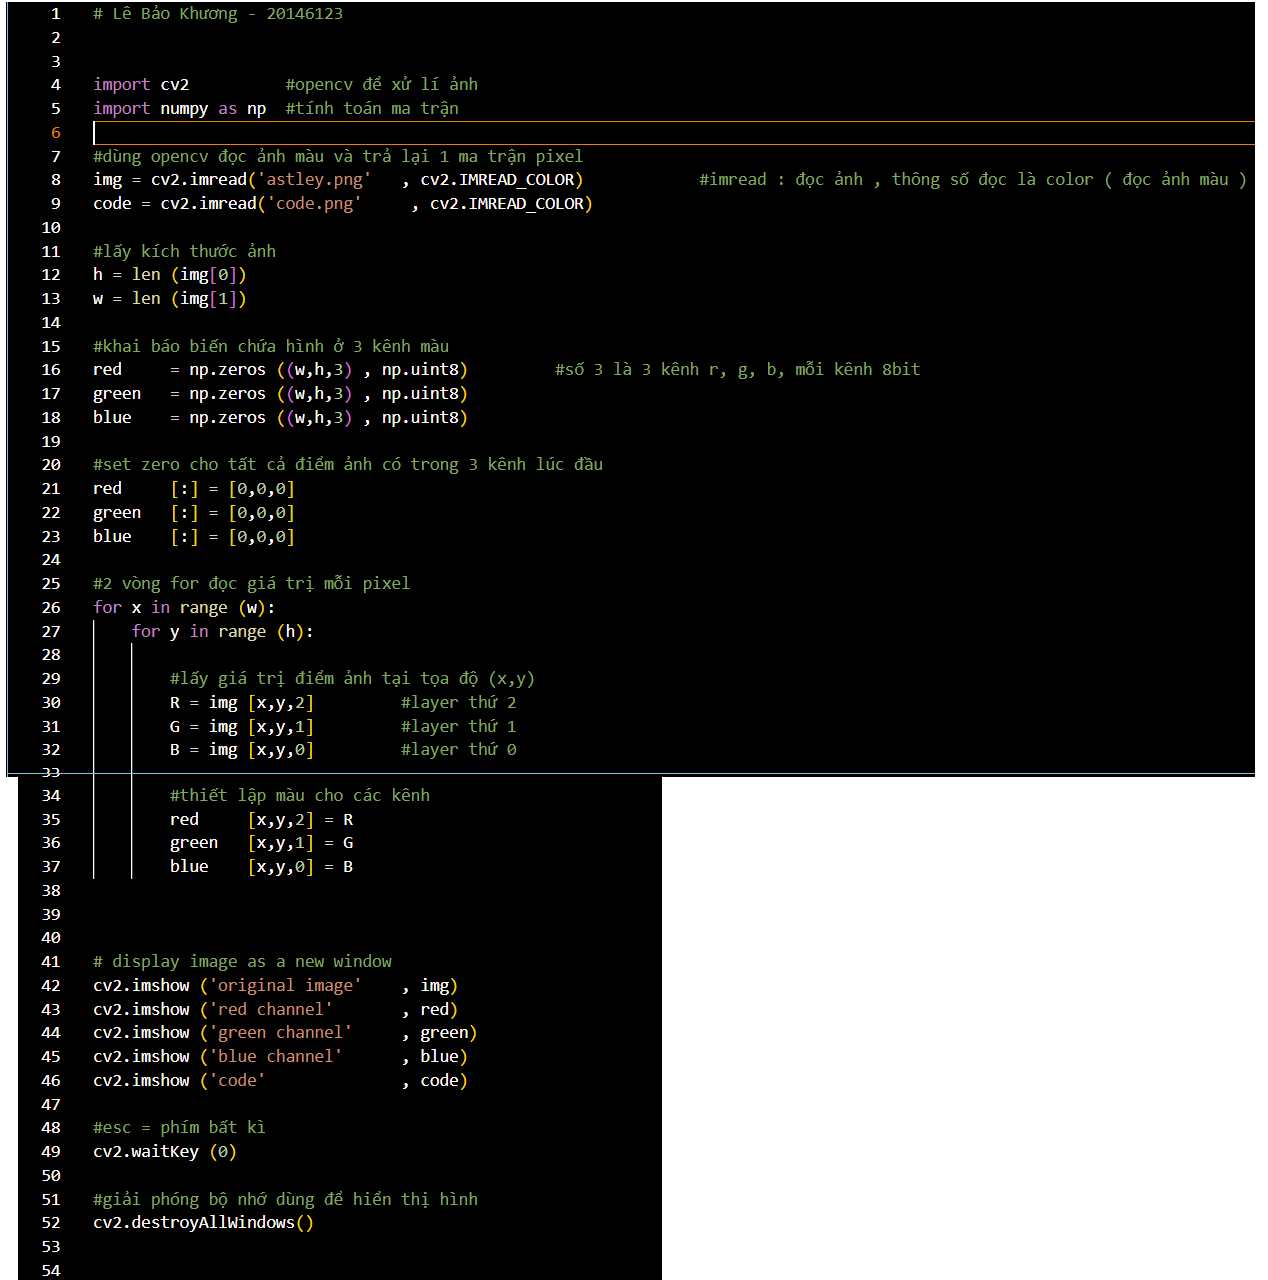 1 # Lê Bảo Khương - 20146123
2
3
4 import cv2          #opencv để xử lí ảnh
5 import numpy as np  #tính toán ma trận
6
7 #dùng opencv đọc ảnh màu và trả lại 1 ma trận pixel
8 img = cv2.imread('astley.png'   , cv2.IMREAD_COLOR)            #imread : đọc ảnh , thông số đọc là color ( đọc ảnh màu )
9 code = cv2.imread('code.png'     , cv2.IMREAD_COLOR)
10
11 #lấy kích thước ảnh
12 h = len (img[0])
13 w = len (img[1])
14
15 #khai báo biến chứa hình ở 3 kênh màu
16 red     = np.zeros ((w,h,3) , np.uint8)         #số 3 là 3 kênh r, g, b, mỗi kênh 8bit
17 green   = np.zeros ((w,h,3) , np.uint8)
18 blue    = np.zeros ((w,h,3) , np.uint8)
19
20 #set zero cho tất cả điểm ảnh có trong 3 kênh lúc đầu
21 red     [:] = [0,0,0]
22 green   [:] = [0,0,0]
23 blue    [:] = [0,0,0]
24
25 #2 vòng for đọc giá trị mỗi pixel
26 for x in range (w):
27     for y in range (h):
28
29         #lấy giá trị điểm ảnh tại tọa độ (x,y)
30         R = img [x,y,2]         #layer thứ 2
31         G = img [x,y,1]         #layer thứ 1
32         B = img [x,y,0]         #layer thứ 0
33
34         #thiết lập màu cho các kênh
35         red     [x,y,2] = R
36         green   [x,y,1] = G
37         blue    [x,y,0] = B
38
39
40
41 # display image as a new window
42 cv2.imshow ('original image'    , img)
43 cv2.imshow ('red channel'       , red)
44 cv2.imshow ('green channel'     , green)
45 cv2.imshow ('blue channel'      , blue)
46 cv2.imshow ('code'              , code)
47
48 #esc = phím bất kì
49 cv2.waitKey (0)
50
51 #giải phóng bộ nhớ dùng để hiển thị hình
52 cv2.destroyAllWindows()
53
54